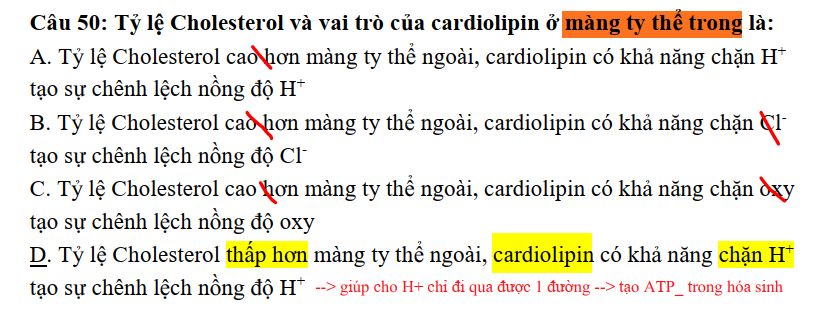 Câu 50: Tỷ lệ Cholesterol và vai trò của cardiolipin ở màng ty thể trong là:
A. Tỷ lệ Cholesterol cao hơn màng ty thể ngoài, cardiolipin có khả năng chặn H⁺
tạo sự chênh lệch nồng độ H⁺
B. Tỷ lệ Cholesterol cao hơn màng ty thể ngoài, cardiolipin có khả năng chặn Cl⁻
tạo sự chênh lệch nồng độ Cl⁻
C. Tỷ lệ Cholesterol cao hơn màng ty thể ngoài, cardiolipin có khả năng chặn oxy
tạo sự chênh lệch nồng độ oxy
D. Tỷ lệ Cholesterol thấp hơn màng ty thể ngoài, cardiolipin có khả năng chặn H⁺
tạo sự chênh lệch nồng độ H⁺ --> giúp cho H+ chỉ đi qua được 1 đường --> tạo ATP_ trong hóa sinh